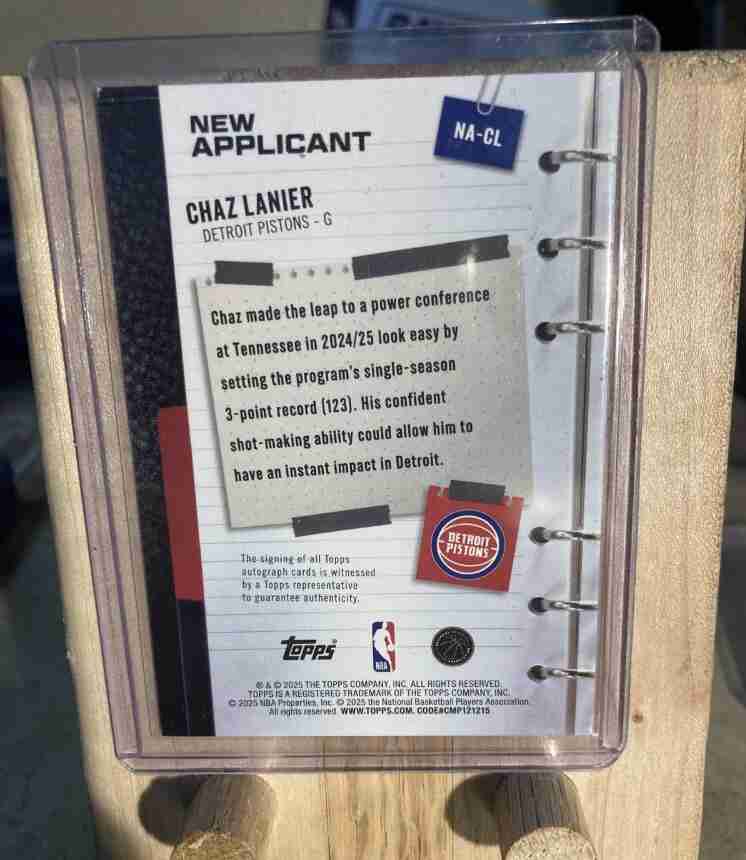 NEW
APPLICANT
NA-CL
CHAZ LANIER
DETROIT PISTONS - G
Chaz made the leap to a power conference
at Tennessee in 2024/25 look easy by
setting the program's single-season
3-point record (123). His confident
shot-making ability could allow him to
have an instant impact in Detroit.
DETROIT
PISTONS
The signing of all Topps
autograph cards is witnessed
by a Topps representative
to guarantee authenticity.
Topps
NBA
® & © 2025 THE TOPPS COMPANY, INC. ALL RIGHTS RESERVED.
TOPPS IS A REGISTERED TRADEMARK OF THE TOPPS COMPANY, INC.
© 2025 NBA Properties, Inc. © 2025 the National Basketball Players Association.
All rights reserved. WWW.TOPPS.COM. CODE#CMP121215